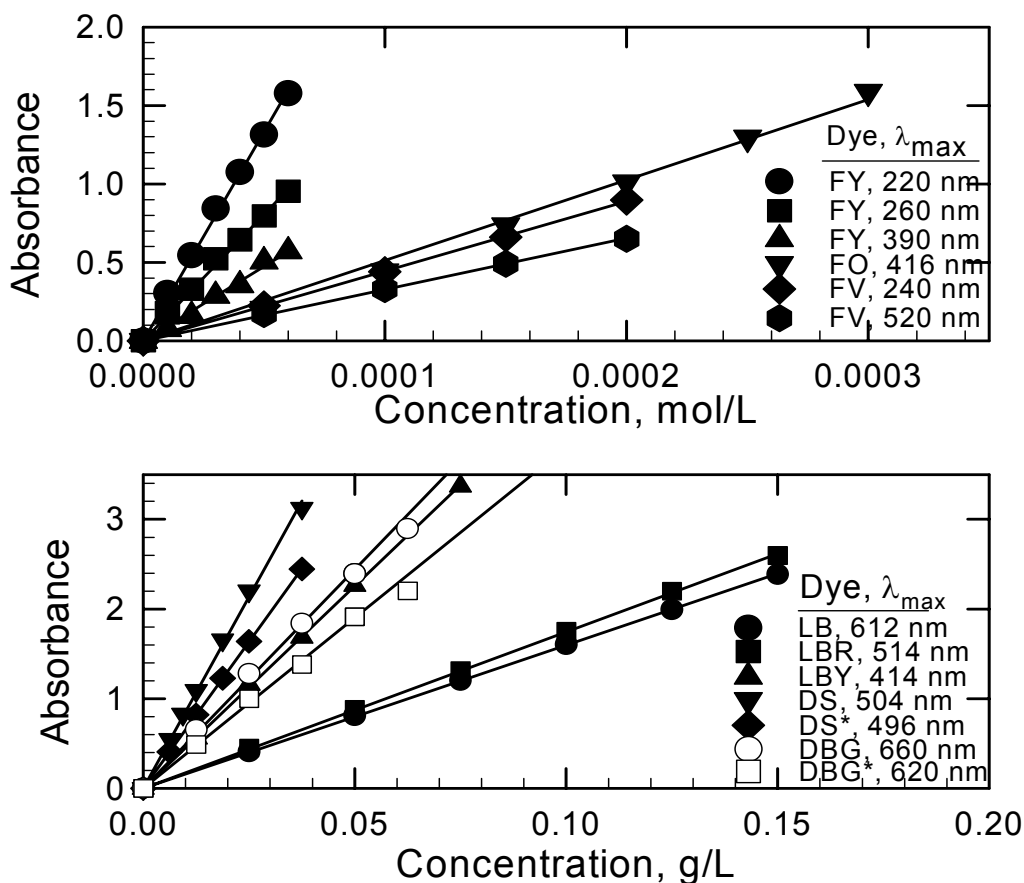 2.0
1.5
1.0
0.5
0.0
Absorbance
Dye, λmax
FY, 220 nm
FY, 260 nm
FY, 390 nm
FO, 416 nm
FV, 240 nm
FV, 520 nm
0.0000 0.0001 0.0002 0.0003
Concentration, mol/L
3
2
1
0
Absorbance
Dye, λmax
LB, 612 nm
LBR, 514 nm
LBY, 414 nm
DS, 504 nm
DS*, 496 nm
DBG, 660 nm
DBG*, 620 nm
0.00 0.05 0.10 0.15 0.20
Concentration, g/L